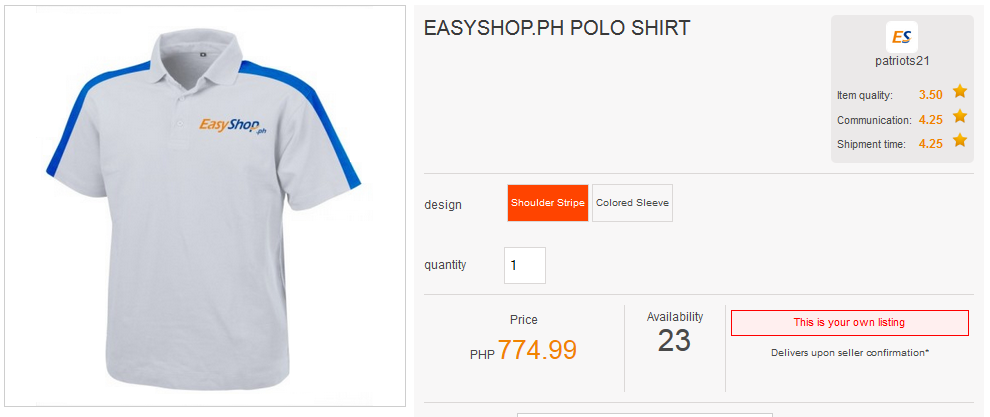 EasyShop.ph
EASYSHOP.PH POLO SHIRT
ES
patriots21
Item quality: 3.50
Communication: 4.25
Shipment time: 4.25
design
Shoulder Stripe
Colored Sleeve
quantity
1
Price
PHP 774.99
Availability
23
This is your own listing
Delivers upon seller confirmation*